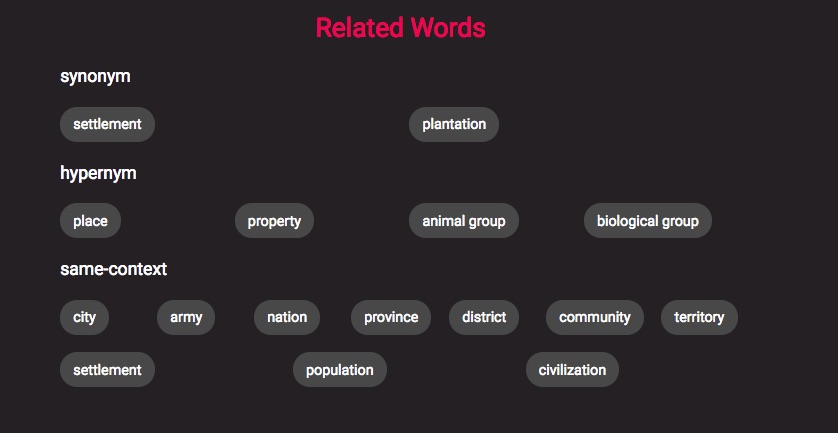 Related Words
synonym
settlement plantation
hypernym
place property animal group biological group
same-context
city army nation province district community territory
settlement population civilization